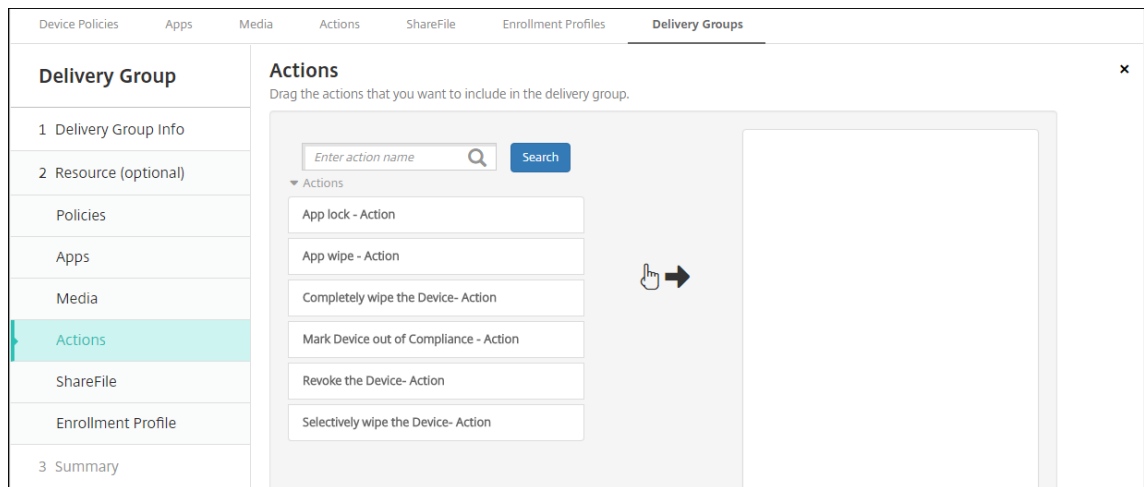 Device Policies Apps Media Actions ShareFile Enrollment Profiles Delivery Groups
Delivery Group
1 Delivery Group Info
2 Resource (optional)
Policies
Apps
Media
Actions
ShareFile
Enrollment Profile
3 Summary
Actions
Drag the actions that you want to include in the delivery group.
Enter action name Search
Actions
App lock - Action
App wipe - Action
Completely wipe the Device- Action
Mark Device out of Compliance - Action
Revoke the Device- Action
Selectively wipe the Device- Action